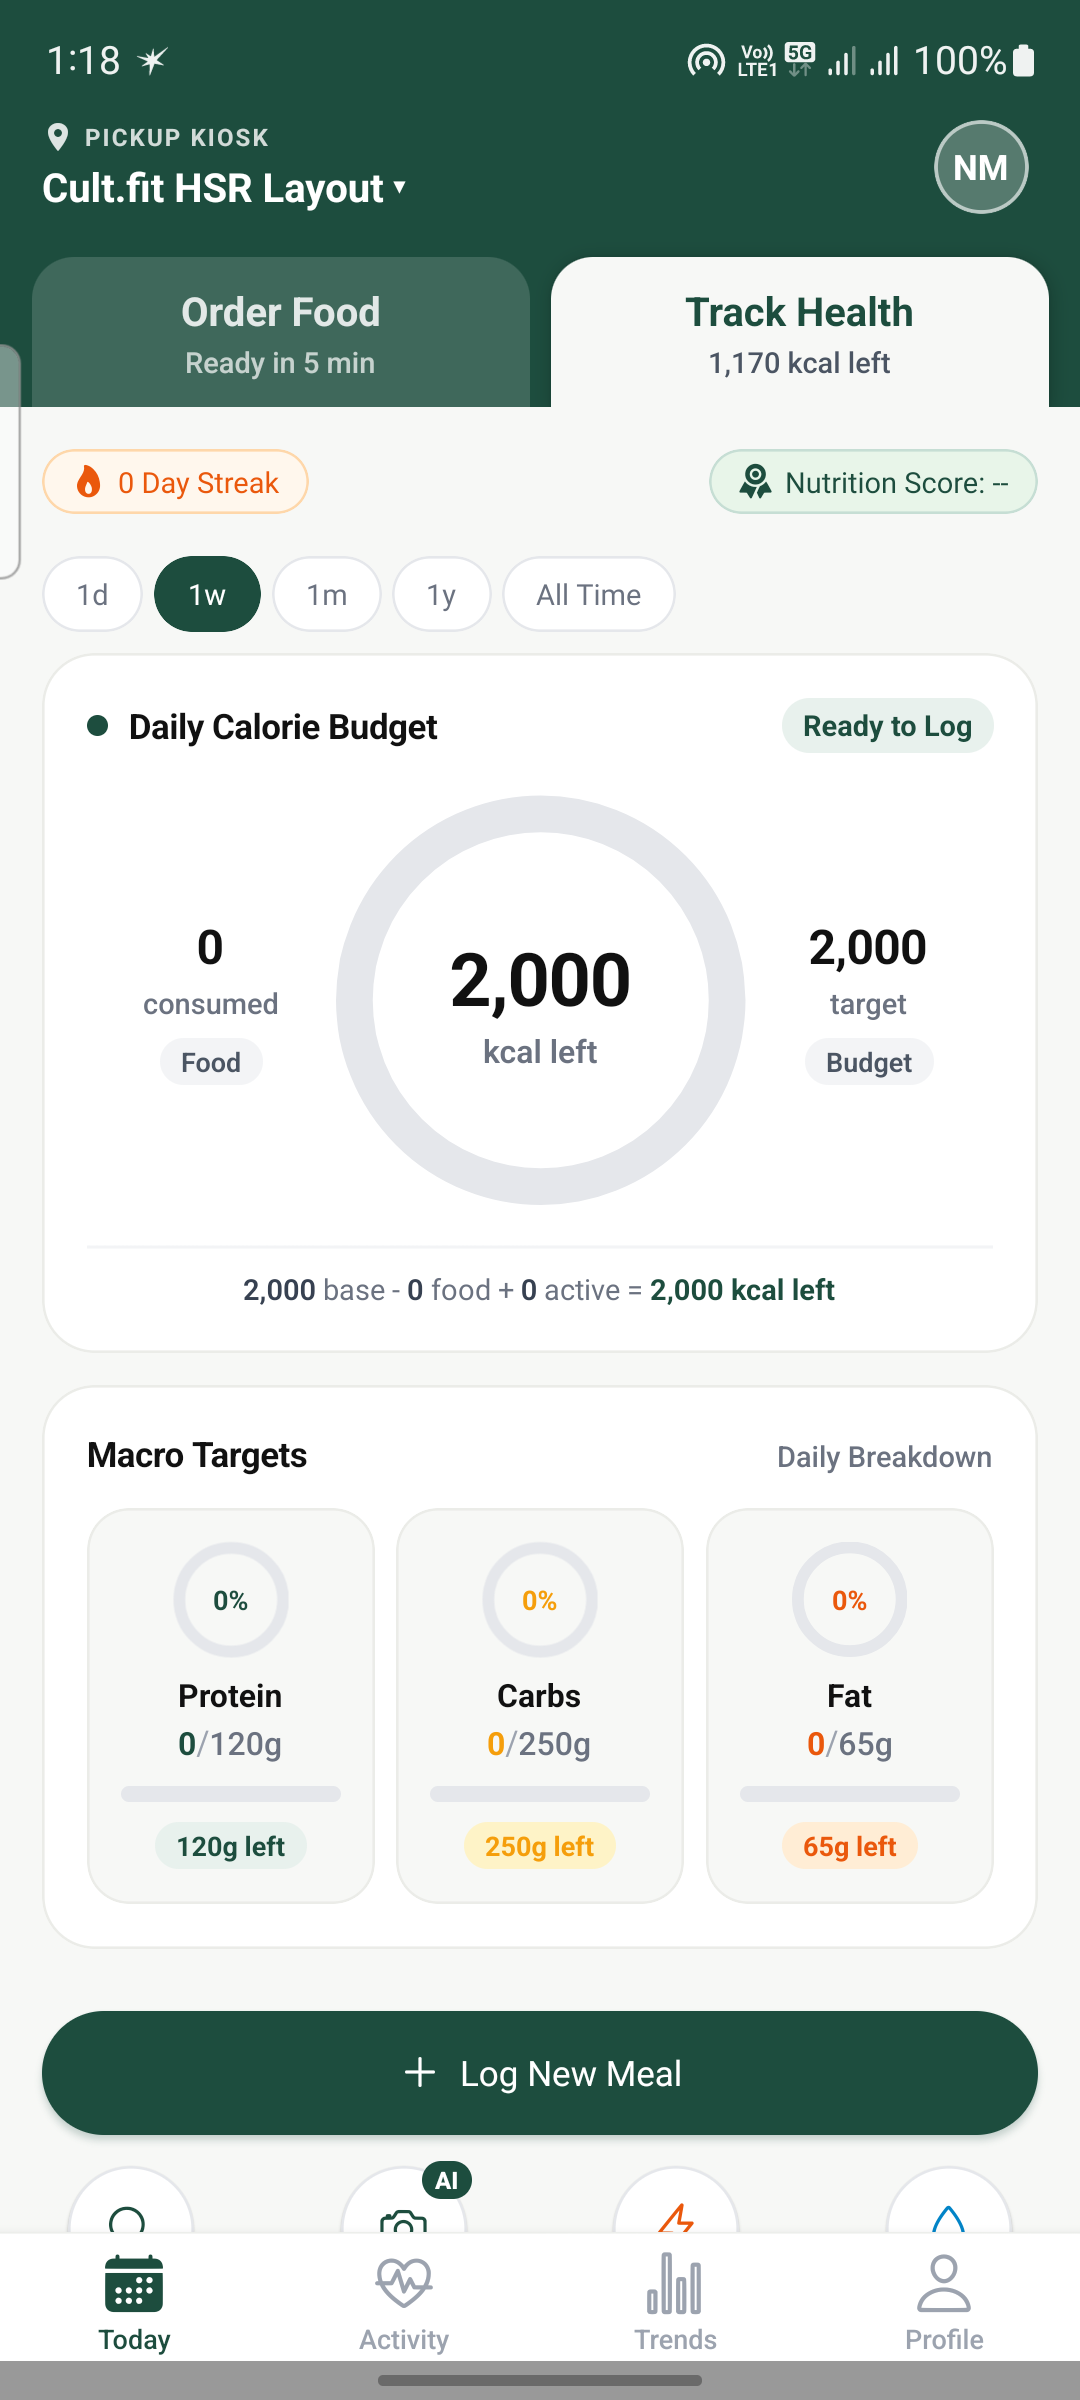 1:18
Vo))
LTE1
5G
100%
PICKUP KIOSK
Cult.fit HSR Layout
NM
Order Food
Ready in 5 min
Track Health
1,170 kcal left
0 Day Streak
Nutrition Score: --
1d
1w
1m
1y
All Time
Daily Calorie Budget
Ready to Log
0
consumed
Food
2,000
kcal left
2,000
target
Budget
2,000 base - 0 food + 0 active = 2,000 kcal left
Macro Targets
Daily Breakdown
0%
Protein
0/120g
120g left
0%
Carbs
0/250g
250g left
0%
Fat
0/65g
65g left
+ Log New Meal
AI
Today
Activity
Trends
Profile